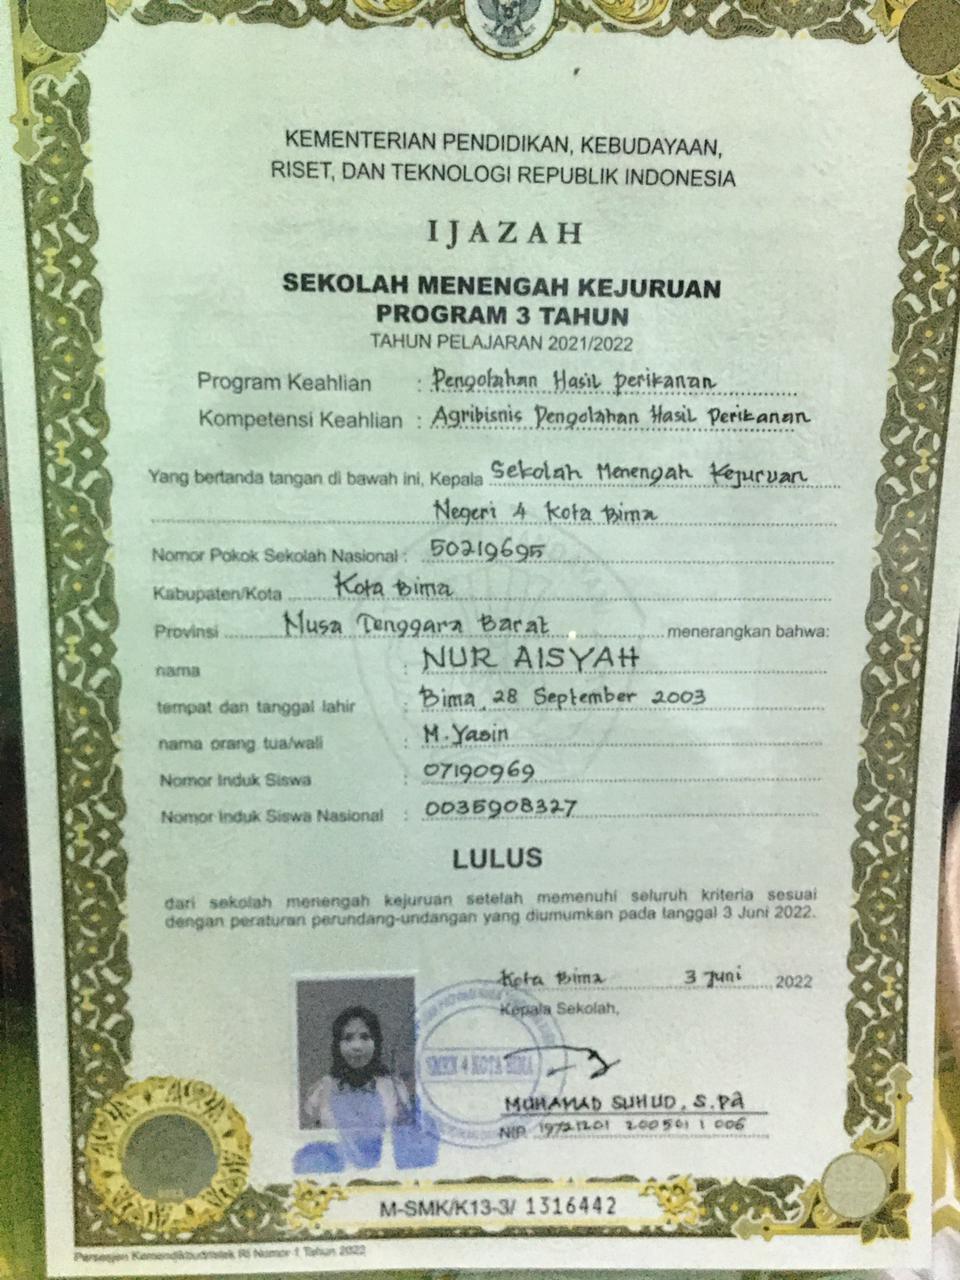 KEMENTERIAN PENDIDIKAN, KEBUDAYAAN,
RISET, DAN TEKNOLOGI REPUBLIK INDONESIA
IJAZAH
SEKOLAH MENENGAH KEJURUAN
PROGRAM 3 TAHUN
TAHUN PELAJARAN 2021/2022
Program Keahlian : Pengolahan Hasil perikanan
Kompetensi Keahlian : Agribisnis Pengolahan Hasil Perikanan
Yang bertanda tangan di bawah ini, Kepala Sekolah Menengah Kejuruan
Negeri 4 Kota Bima
Nomor Pokok Sekolah Nasional : 50219695
Kabupaten/Kota Kota Bima
Provinsi Nusa Tenggara Barat menerangkan bahwa:
nama : NUR AISYAH
tempat dan tanggal lahir : Bima, 28 September 2003
nama orang tua/wali : M. Yasin
Nomor Induk Siswa : 07190969
Nomor Induk Siswa Nasional : 0035908327
LULUS
dari sekolah menengah kejuruan setelah memenuhi seluruh kriteria sesuai
dengan peraturan perundang-undangan yang diumumkan pada tanggal 3 Juni 2022.
Kota Bima 3 Juni 2022
Kepala Sekolah,
SMKN 4 KOTA BIMA
MUHAMAD SUHUD, S.Pd
NIP. 19721201 200501 1 006
M-SMK/K13-3/ 1316442
Persesjen Kemendikbudristek RI Nomor 1 Tahun 2022